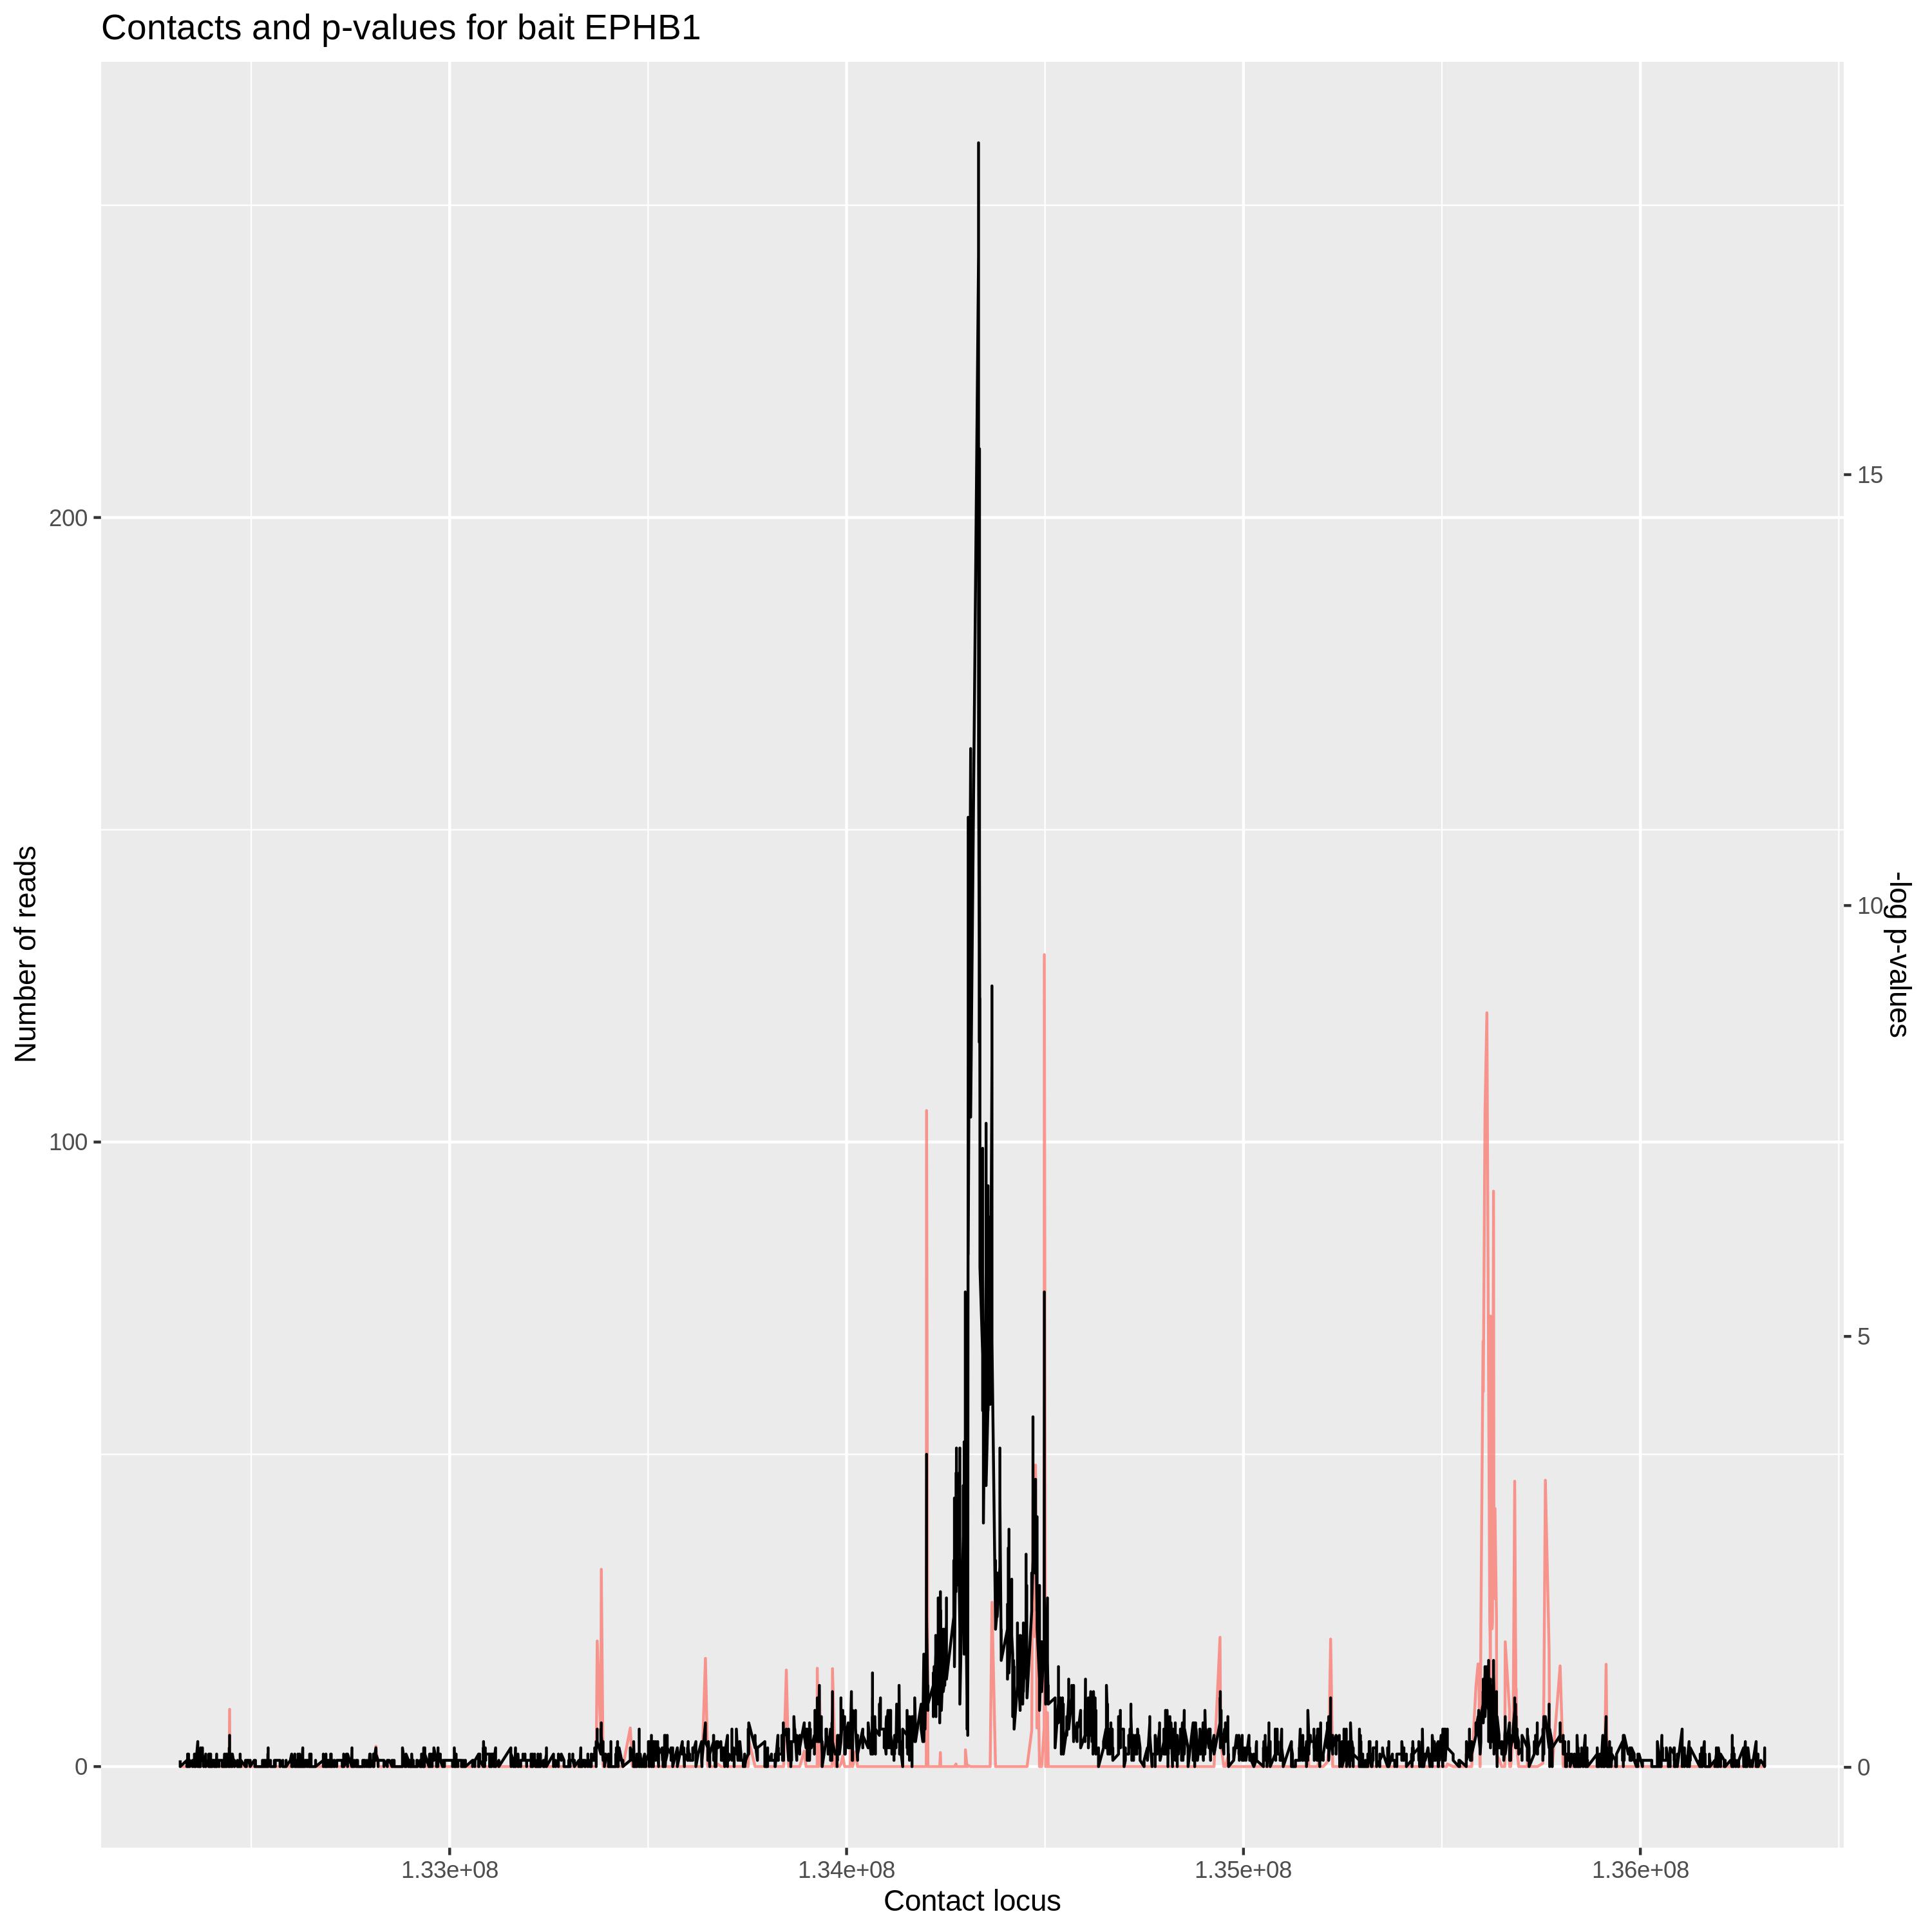 Contacts and p-values for bait EPHB1
Number of reads
200
100
0
15
10
5
0
-log p-values
1.33e+08 1.34e+08 1.35e+08 1.36e+08
Contact locus